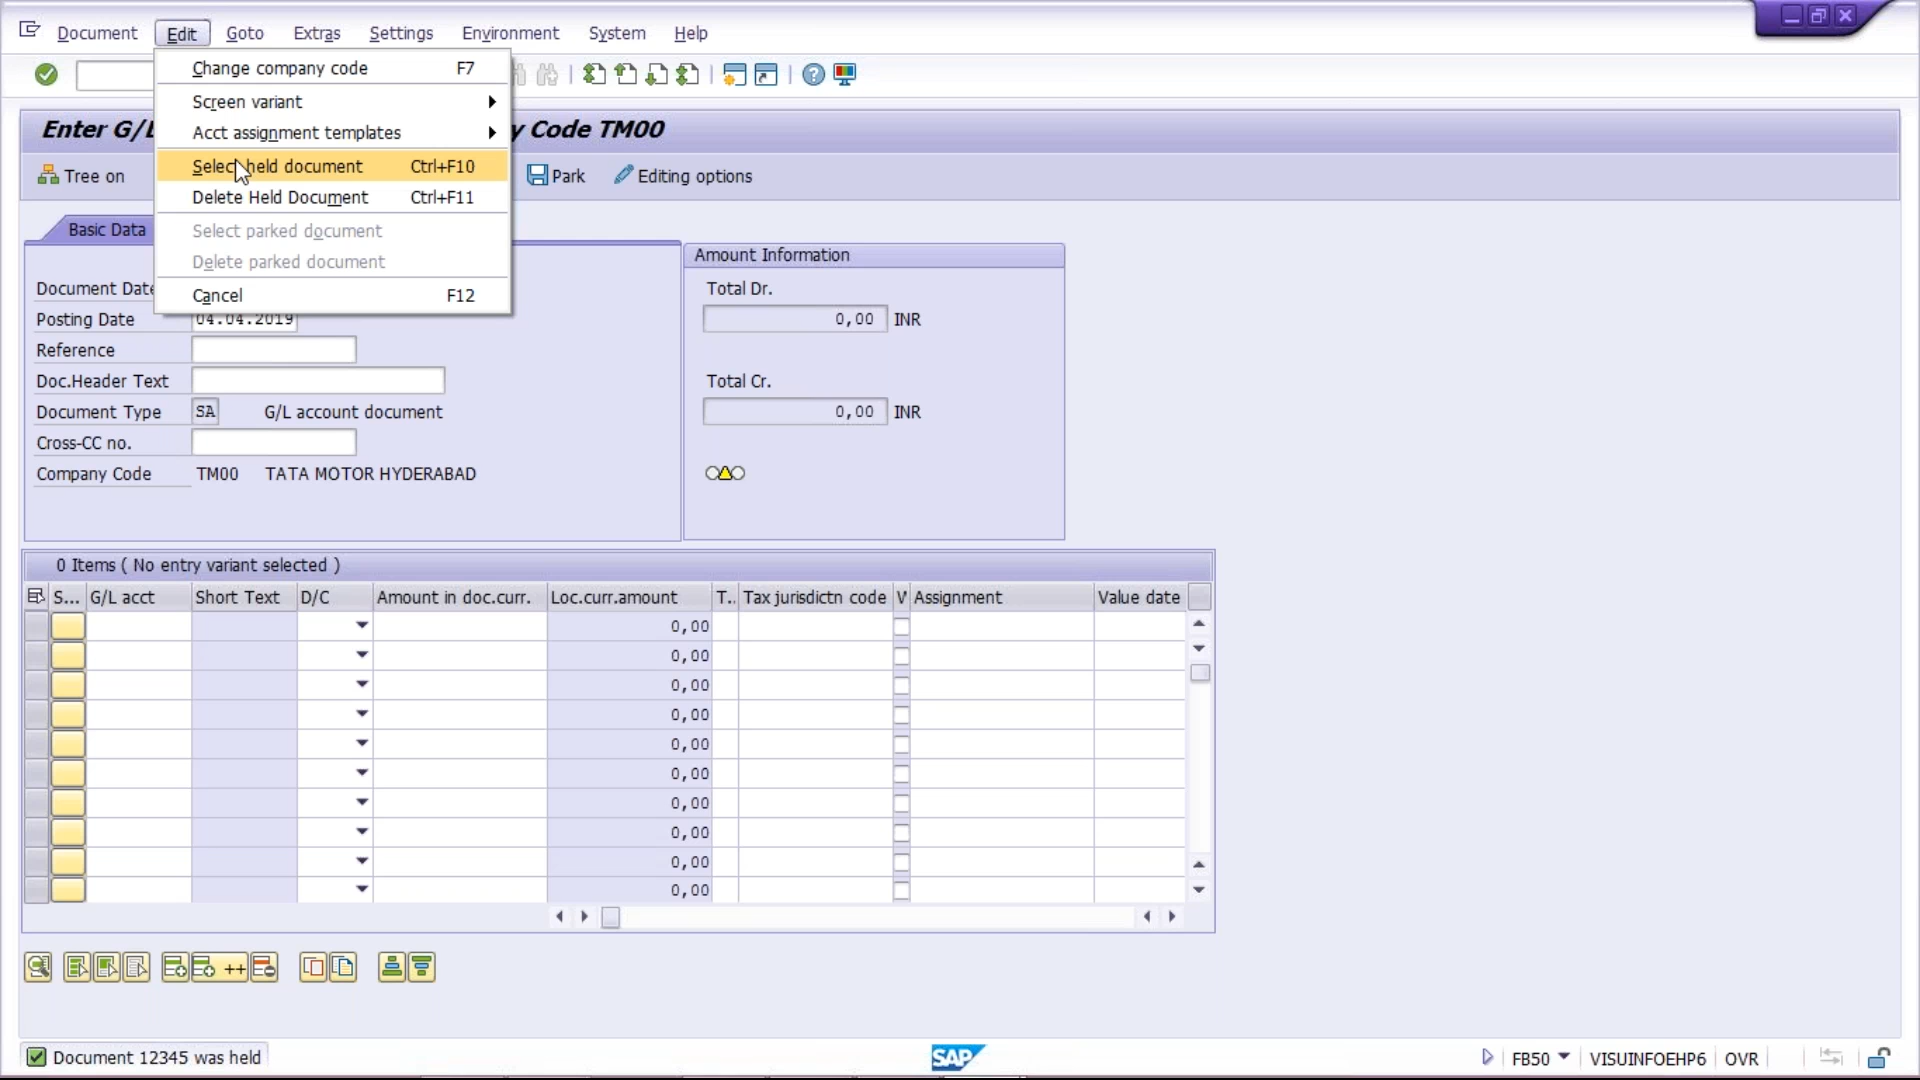 Document Edit Goto Extras Settings Environment System Help
Change company code F7
Screen variant
Acct assignment templates
Select held document Ctrl+F10
Delete Held Document Ctrl+F11
Select parked document
Delete parked document
Cancel F12
Enter G/L y Code TM00
Tree on Park Editing options
Basic Data
Amount Information
Document Date Total Dr.
Posting Date 04.04.2019 0,00 INR
Reference
Doc.Header Text Total Cr.
Document Type SA G/L account document 0,00 INR
Cross-CC no.
Company Code TM00 TATA MOTOR HYDERABAD
0 Items ( No entry variant selected )
S... G/L acct Short Text D/C Amount in doc.curr. Loc.curr.amount T.. Tax jurisdictn code V Assignment Value date
0,00
0,00
0,00
0,00
0,00
0,00
0,00
0,00
0,00
0,00
++
Document 12345 was held SAP FB50 VISUINFOEHP6 OVR